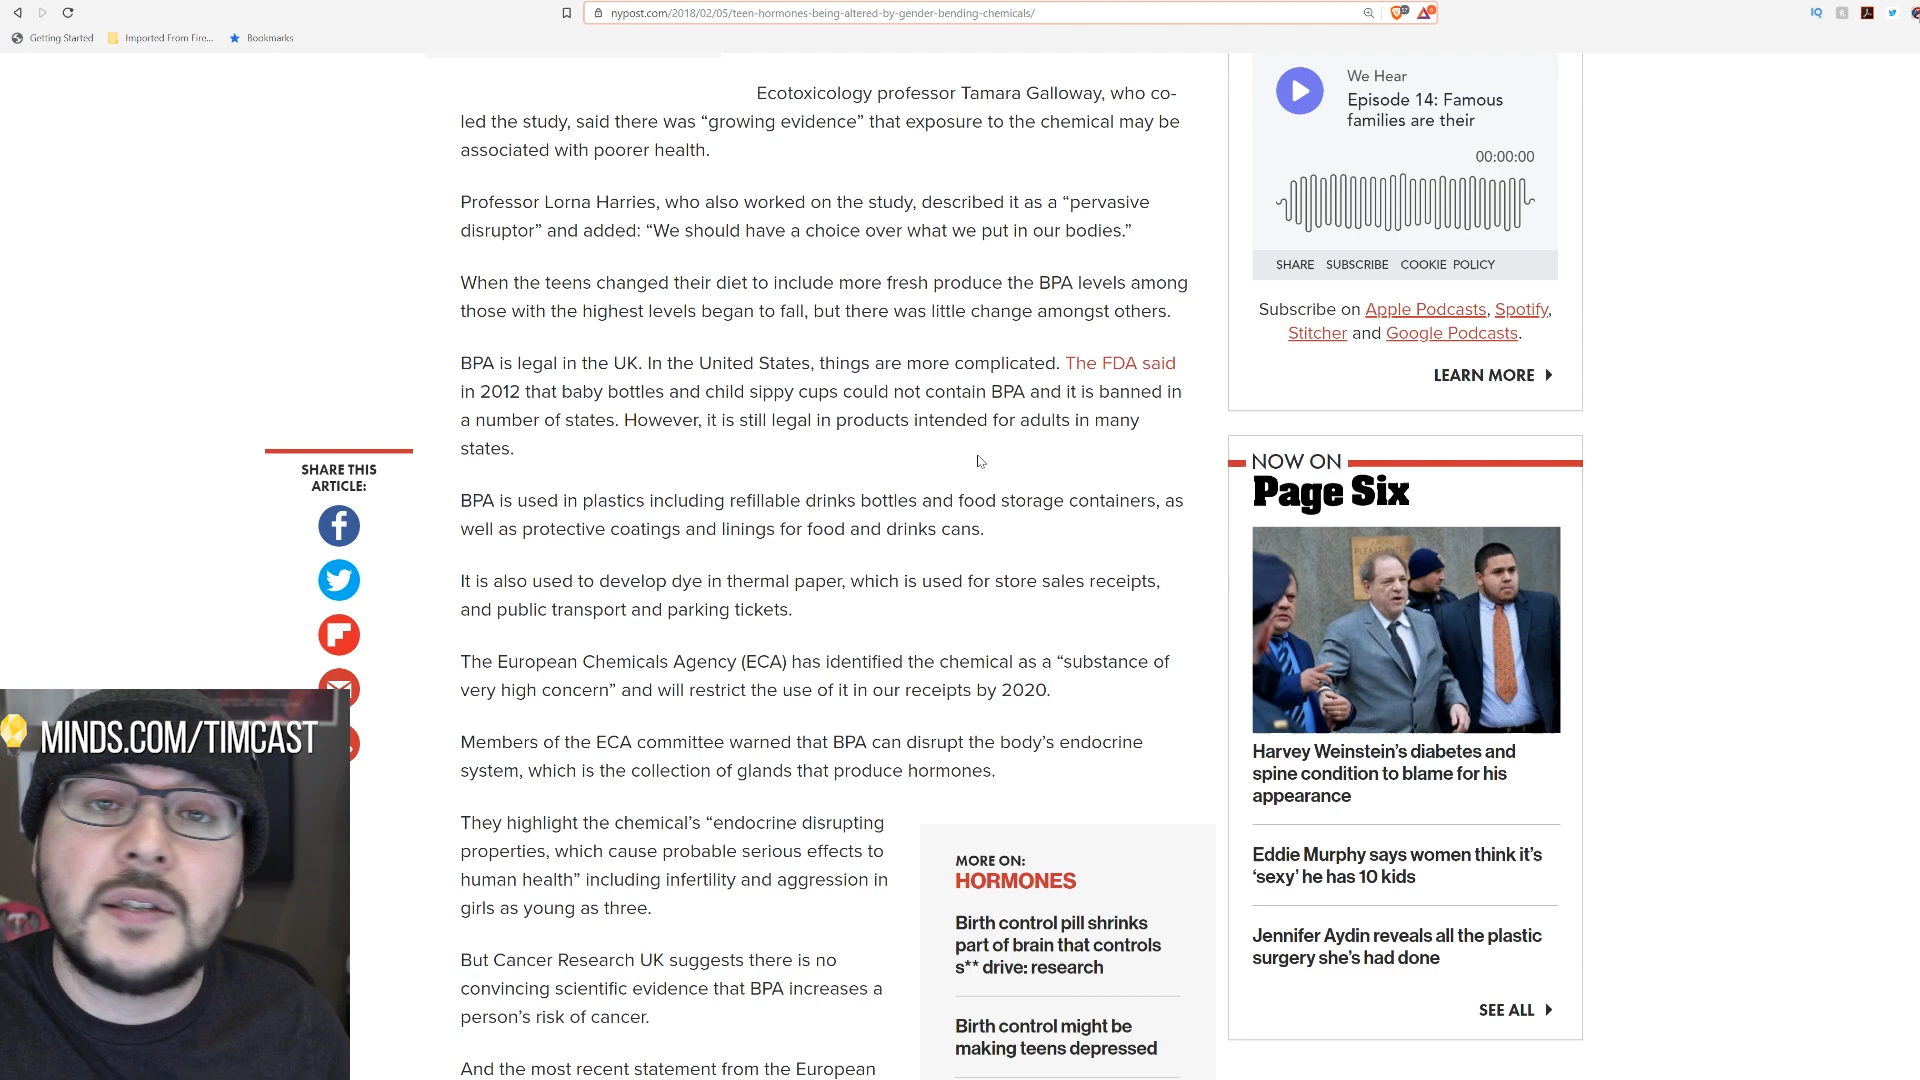 nypost.com/2018/02/05/teen-hormones-being-altered-by-gender-bending-chemicals/
IQ
Getting Started
Imported From Fire...
Bookmarks
Ecotoxicology professor Tamara Galloway, who co-
led the study, said there was “growing evidence” that exposure to the chemical may be
associated with poorer health.
Professor Lorna Harries, who also worked on the study, described it as a “pervasive
disruptor” and added: “We should have a choice over what we put in our bodies.”
When the teens changed their diet to include more fresh produce the BPA levels among
those with the highest levels began to fall, but there was little change amongst others.
BPA is legal in the UK. In the United States, things are more complicated. The FDA said
in 2012 that baby bottles and child sippy cups could not contain BPA and it is banned in
a number of states. However, it is still legal in products intended for adults in many
states.
BPA is used in plastics including refillable drinks bottles and food storage containers, as
well as protective coatings and linings for food and drinks cans.
It is also used to develop dye in thermal paper, which is used for store sales receipts,
and public transport and parking tickets.
The European Chemicals Agency (ECA) has identified the chemical as a “substance of
very high concern” and will restrict the use of it in our receipts by 2020.
Members of the ECA committee warned that BPA can disrupt the body’s endocrine
system, which is the collection of glands that produce hormones.
They highlight the chemical’s “endocrine disrupting
properties, which cause probable serious effects to
human health” including infertility and aggression in
girls as young as three.
But Cancer Research UK suggests there is no
convincing scientific evidence that BPA increases a
person’s risk of cancer.
And the most recent statement from the European
SHARE THIS
ARTICLE:
MINDS.COM/TIMCAST
MORE ON:
HORMONES
Birth control pill shrinks
part of brain that controls
s** drive: research
Birth control might be
making teens depressed
We Hear
Episode 14: Famous
families are their
00:00:00
SHARE SUBSCRIBE COOKIE POLICY
Subscribe on Apple Podcasts, Spotify,
Stitcher and Google Podcasts.
LEARN MORE
NOW ON
Page Six
Harvey Weinstein’s diabetes and
spine condition to blame for his
appearance
Eddie Murphy says women think it’s
‘sexy’ he has 10 kids
Jennifer Aydin reveals all the plastic
surgery she’s had done
SEE ALL